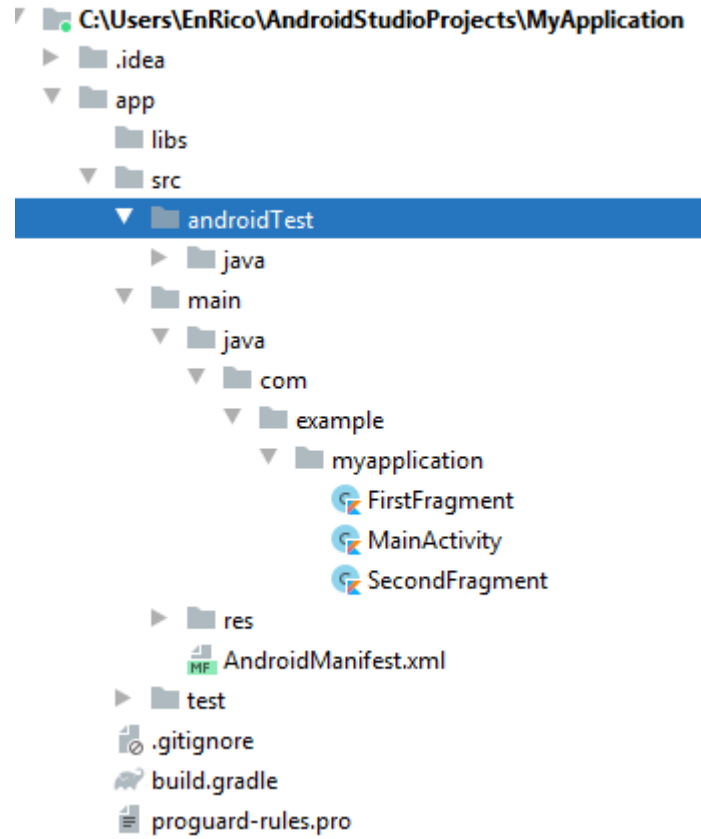 C:\Users\EnRico\AndroidStudioProjects\MyApplication
.idea
app
libs
src
androidTest
java
main
java
com
example
myapplication
FirstFragment
MainActivity
SecondFragment
res
MF AndroidManifest.xml
test
.gitignore
build.gradle
proguard-rules.pro